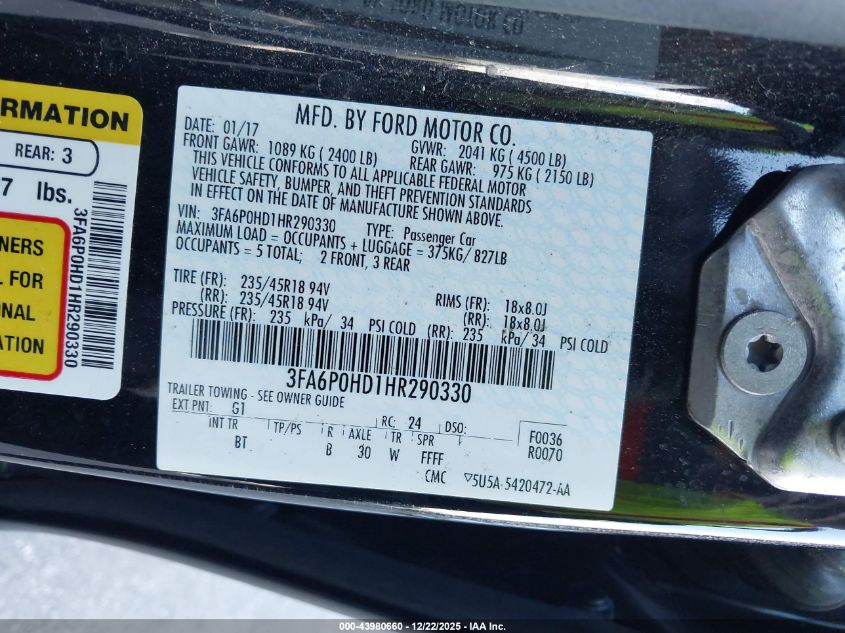 VR FORD MOTOR CO
RMATION
REAR: 3
7 lbs.
NERS
L FOR
ONAL
ATION
3FA6P0HD1HR290330
MFD. BY FORD MOTOR CO.
DATE: 01/17 GVWR: 2041 KG ( 4500 LB)
FRONT GAWR: 1089 KG ( 2400 LB) REAR GAWR: 975 KG ( 2150 LB)
THIS VEHICLE CONFORMS TO ALL APPLICABLE FEDERAL MOTOR
VEHICLE SAFETY, BUMPER, AND THEFT PREVENTION STANDARDS
IN EFFECT ON THE DATE OF MANUFACTURE SHOWN ABOVE.
VIN: 3FA6P0HD1HR290330 TYPE: Passenger Car
MAXIMUM LOAD = OCCUPANTS + LUGGAGE = 375KG/ 827LB
OCCUPANTS = 5 TOTAL; 2 FRONT, 3 REAR
TIRE (FR): 235/45R18 94V RIMS (FR): 18x8.0J
(RR): 235/45R18 94V (RR): 18x8.0J
PRESSURE (FR): 235 kPa/ 34 PSI COLD (RR): 235 kPa/ 34 PSI COLD
3FA6P0HD1HR290330
TRAILER TOWING - SEE OWNER GUIDE
EXT PNT: G1 RC: 24 DSO: F0036
INT TR TP/PS R AXLE TR SPR R0070
BT B 30 W FFFF
CMC ▽5U5A-5420472-AA
000-43980660 - 12/22/2025 - IAA Inc.